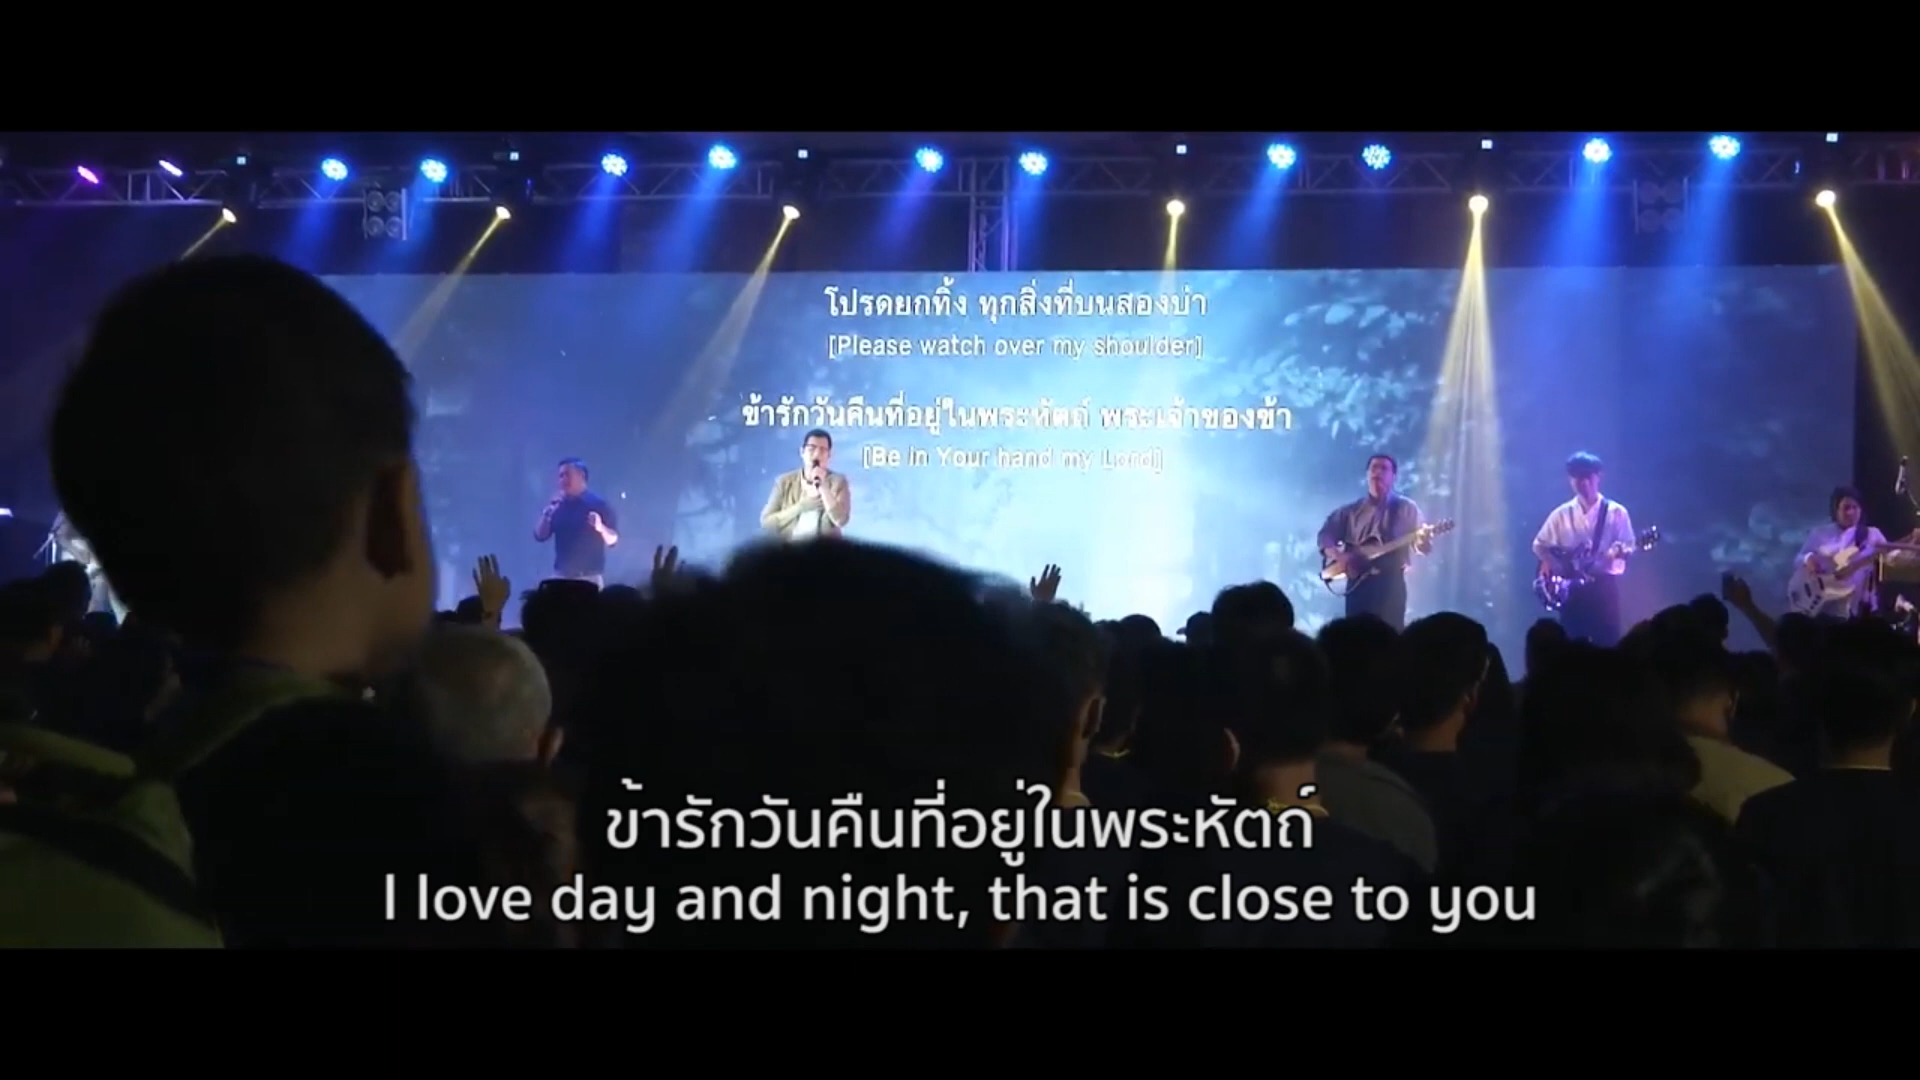 โปรดยกทิ้ง ทุกสิ่งที่บนสองบ่า
[Please watch over my shoulder]
ข้ารักวันคืนที่อยู่ในพระหัตถ์ พระเจ้าของข้า
[Be in Your hand my Lord]
ข้ารักวันคืนที่อยู่ในพระหัตถ์
I love day and night, that is close to you